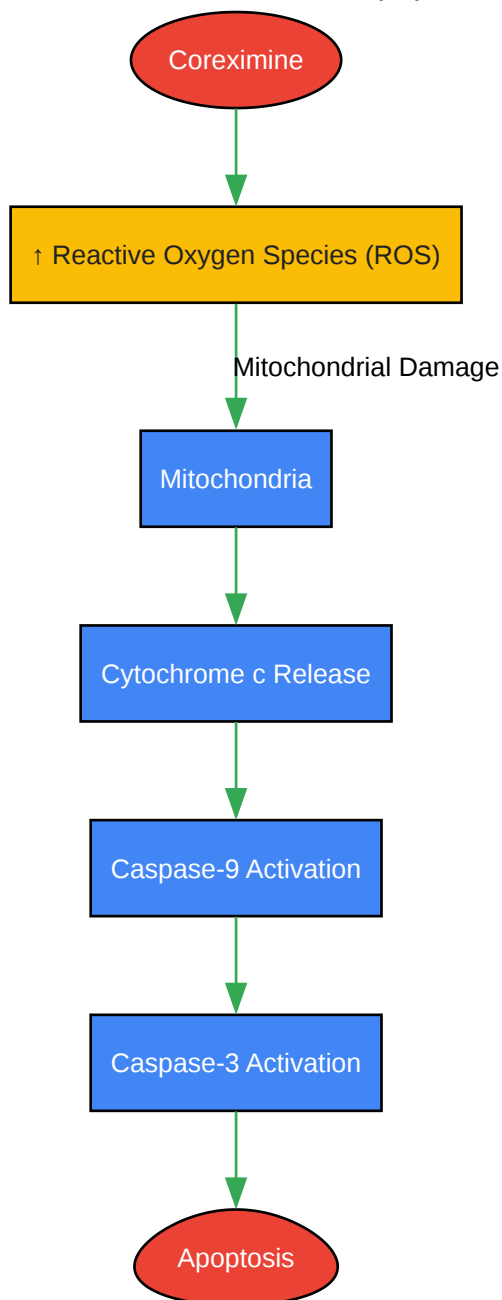 Coreximine
↑ Reactive Oxygen Species (ROS)
Mitochondrial Damage
Mitochondria
Cytochrome c Release
Caspase-9 Activation
Caspase-3 Activation
Apoptosis